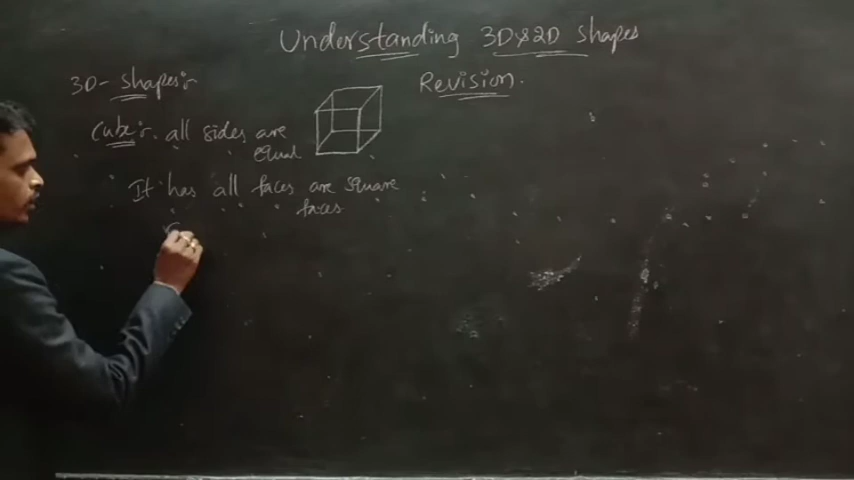 Understanding 3D&2D shapes
3D- shapes:-
Revision.
Cube:- all sides are
equal
It has all faces are square
faces